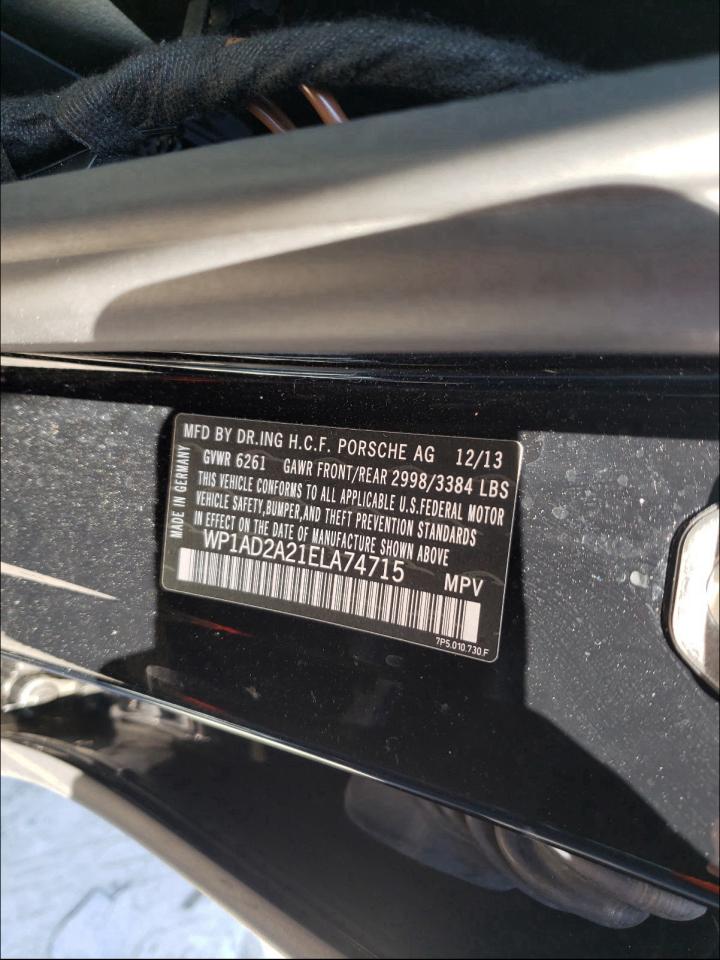 MFD BY DR.ING H.C.F. PORSCHE AG 12/13
GVWR 6261 GAWR FRONT/REAR 2998/3384 LBS
THIS VEHICLE CONFORMS TO ALL APPLICABLE U.S.FEDERAL MOTOR
VEHICLE SAFETY,BUMPER,AND THEFT PREVENTION STANDARDS
IN EFFECT ON THE DATE OF MANUFACTURE SHOWN ABOVE
WP1AD2A21ELA74715 MPV
7P5.010.730.F
MADE IN GERMANY